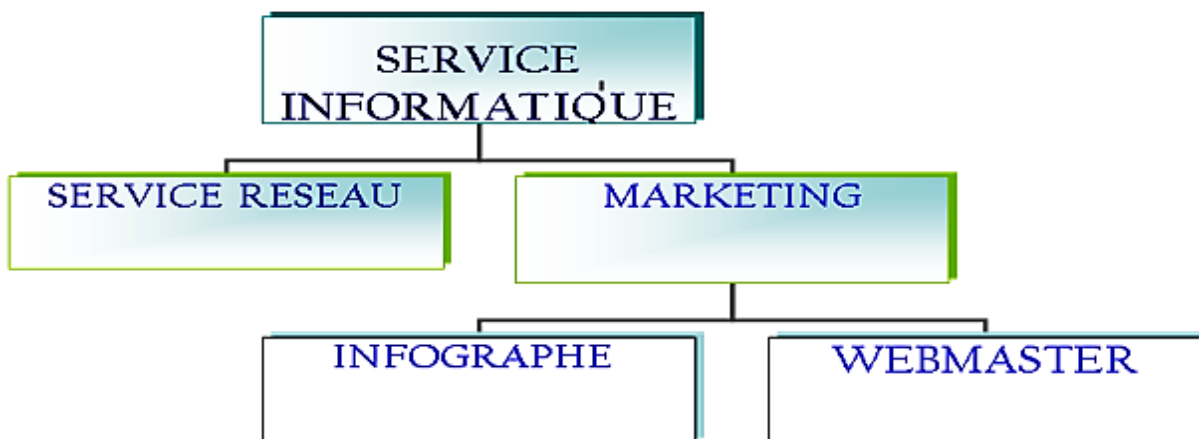 SERVICE
INFORMATIQUE
SERVICE RESEAU
MARKETING
INFOGRAPHE
WEBMASTER